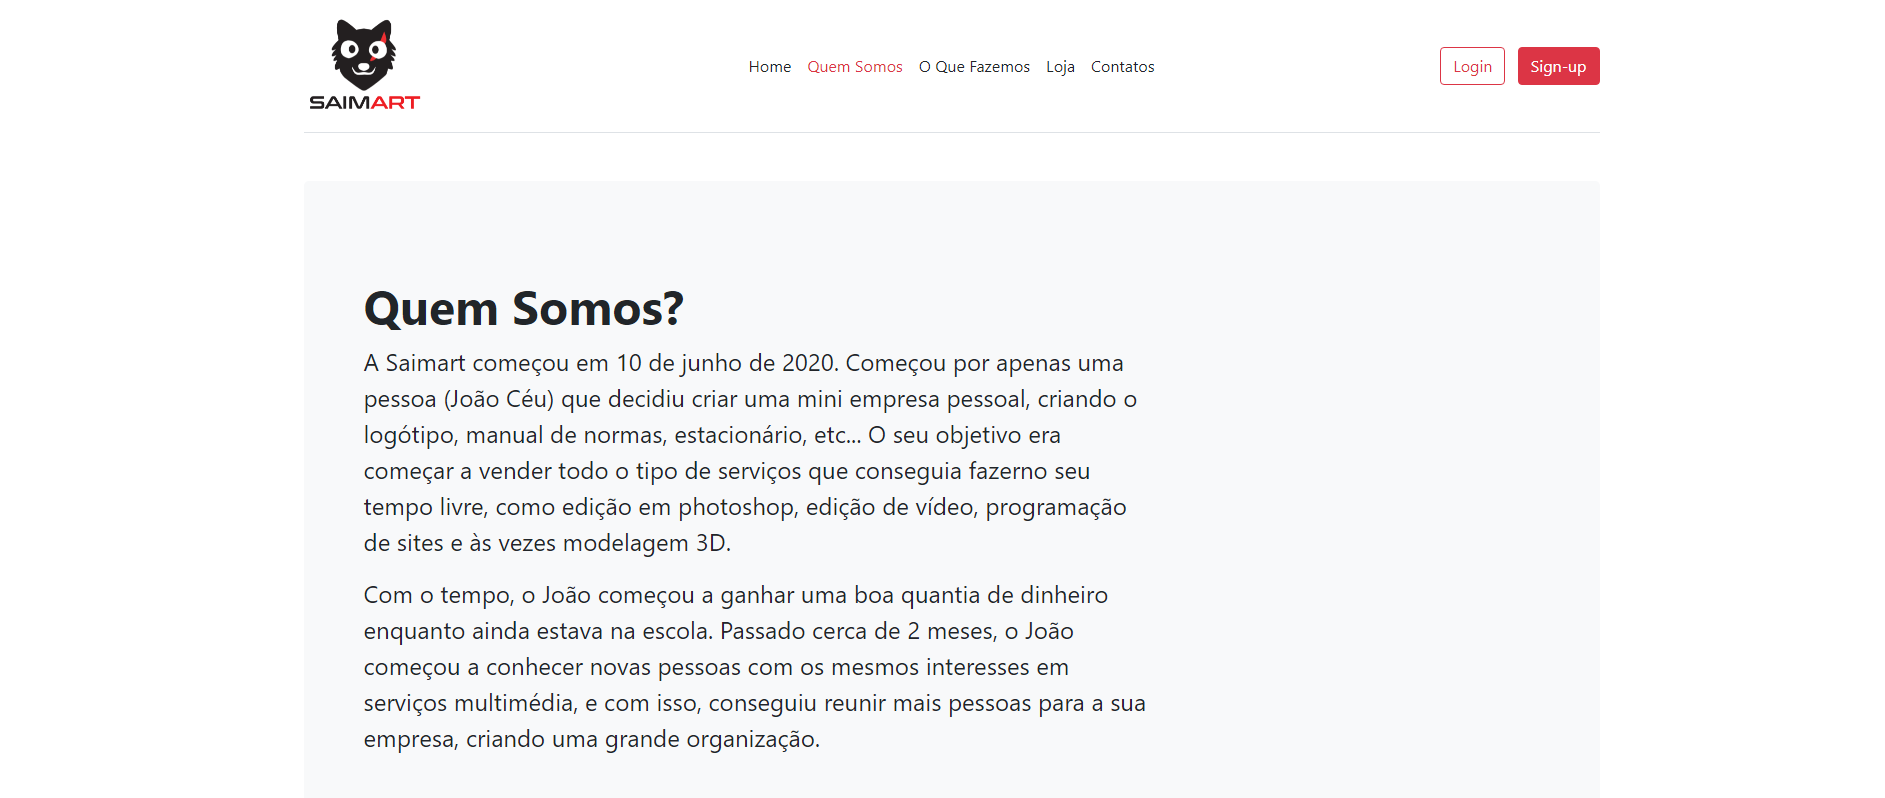 SAIMART
Home Quem Somos O Que Fazemos Loja Contatos
Login Sign-up
Quem Somos?
A Saimart começou em 10 de junho de 2020. Começou por apenas uma
pessoa (João Céu) que decidiu criar uma mini empresa pessoal, criando o
logótipo, manual de normas, estacionário, etc... O seu objetivo era
começar a vender todo o tipo de serviços que conseguia fazerno seu
tempo livre, como edição em photoshop, edição de vídeo, programação
de sites e às vezes modelagem 3D.
Com o tempo, o João começou a ganhar uma boa quantia de dinheiro
enquanto ainda estava na escola. Passado cerca de 2 meses, o João
começou a conhecer novas pessoas com os mesmos interesses em
serviços multimédia, e com isso, conseguiu reunir mais pessoas para a sua
empresa, criando uma grande organização.